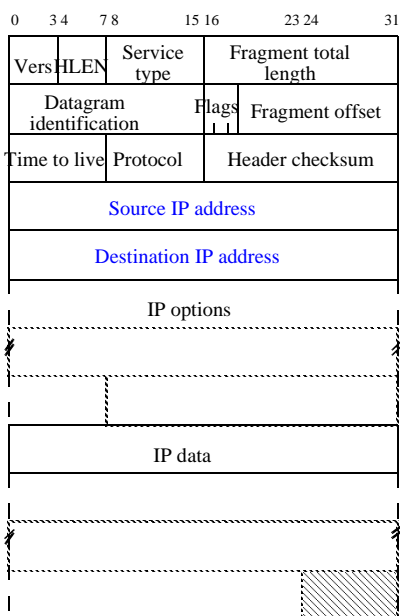 0 3 4 7 8 15 16 23 24 31
Vers HLEN Service type Fragment total length
Datagram identification Flags Fragment offset
Time to live Protocol Header checksum
Source IP address
Destination IP address
IP options
IP data